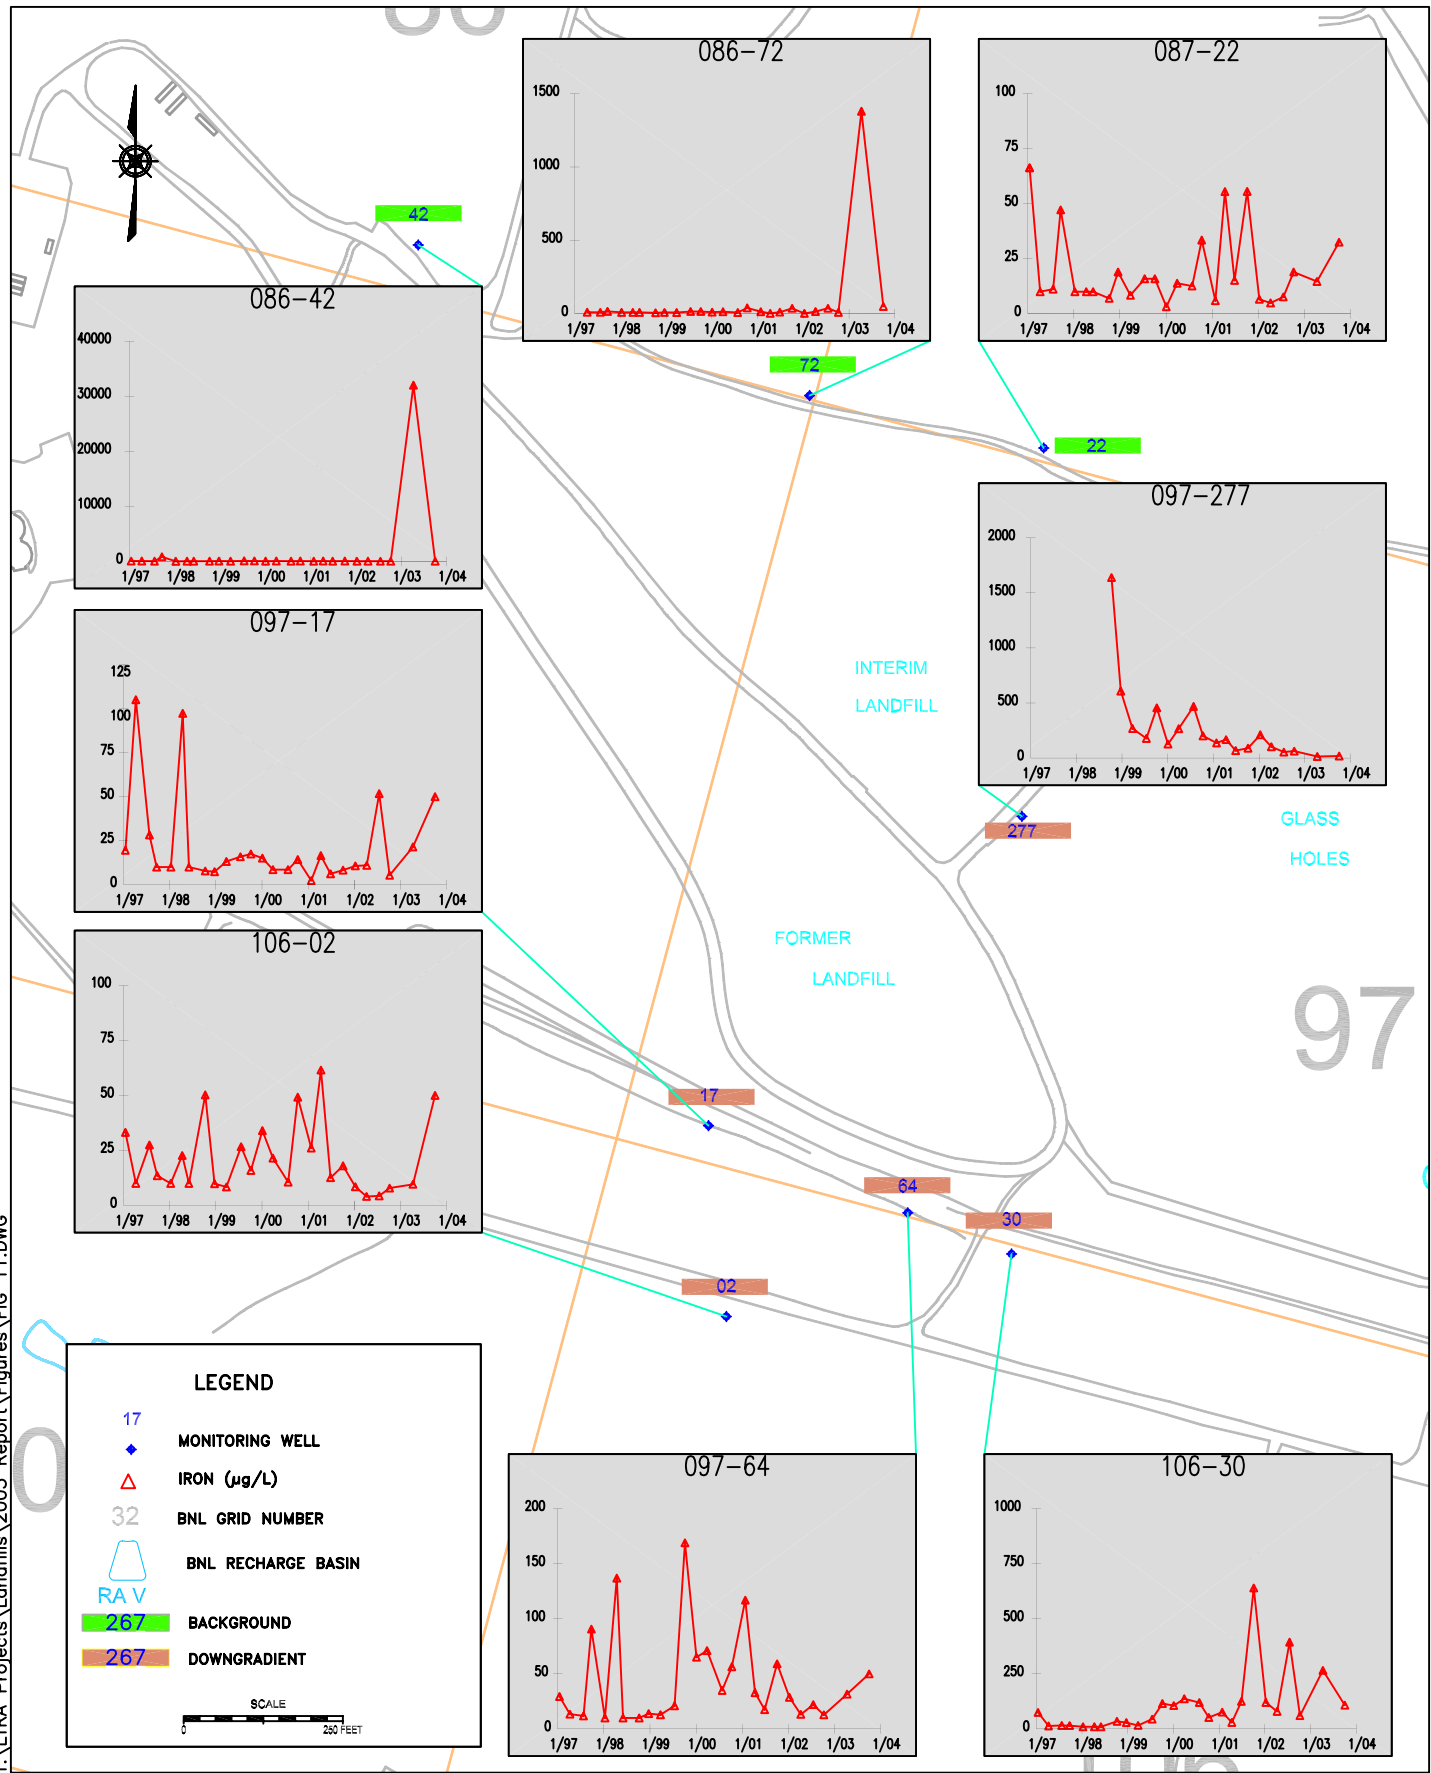 086-72
1500
1000
500
0
1/97 1/98 1/99 1/00 1/01 1/02 1/03 1/04
087-22
100
75
50
25
0
1/97 1/98 1/99 1/00 1/01 1/02 1/03 1/04
42
086-42
40000
30000
20000
10000
0
1/97 1/98 1/99 1/00 1/01 1/02 1/03 1/04
72
22
097-277
2000
1500
1000
500
0
1/97 1/98 1/99 1/00 1/01 1/02 1/03 1/04
277
097-17
125
100
75
50
25
0
1/97 1/98 1/99 1/00 1/01 1/02 1/03 1/04
INTERIM
LANDFILL
GLASS
HOLES
FORMER
LANDFILL
97
106-02
100
75
50
25
0
1/97 1/98 1/99 1/00 1/01 1/02 1/03 1/04
17
64
30
02
LEGEND
17
MONITORING WELL
IRON (µg/L)
32 BNL GRID NUMBER
BNL RECHARGE BASIN
RA V
267 BACKGROUND
267 DOWNGRADIENT
SCALE
0 250 FEET
097-64
200
150
100
50
0
1/97 1/98 1/99 1/00 1/01 1/02 1/03 1/04
106-30
1000
750
500
250
0
1/97 1/98 1/99 1/00 1/01 1/02 1/03 1/04